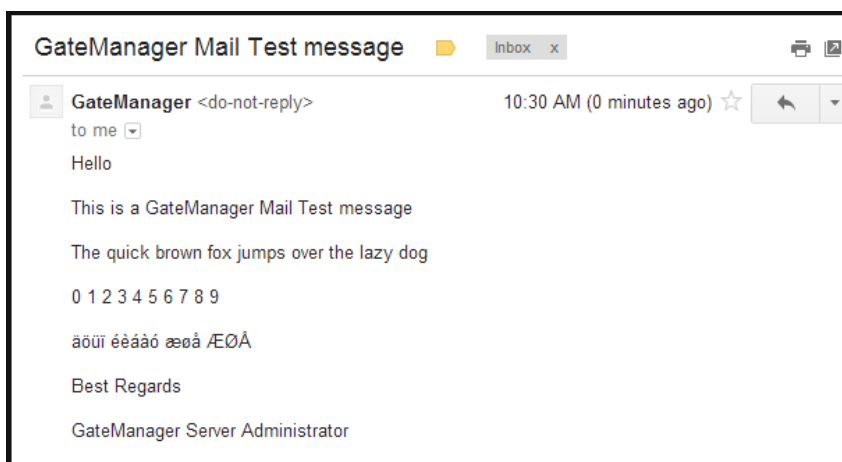 GateManager Mail Test message
Inbox x
GateManager <do-not-reply>
10:30 AM (0 minutes ago)
to me
Hello
This is a GateManager Mail Test message
The quick brown fox jumps over the lazy dog
0 1 2 3 4 5 6 7 8 9
äöüï éèáàó æøå ÆØÅ
Best Regards
GateManager Server Administrator